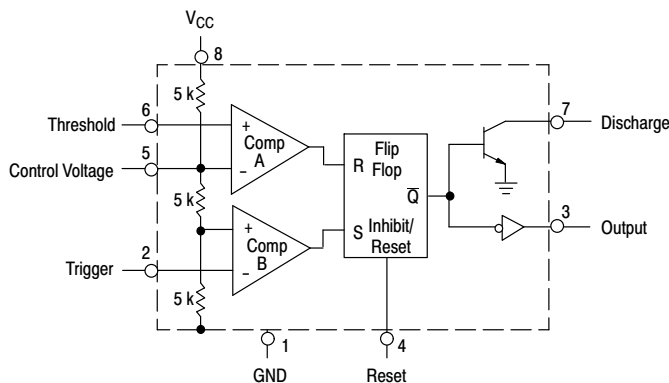 VCC
8
5 k
6
7
Threshold
+
Comp
A
–
Flip
Flop
Discharge
5
Control Voltage
R
Q̅
5 k
+
Comp
B
–
S
Inhibit/
Reset
3
Output
2
Trigger
5 k
1
4
GND
Reset